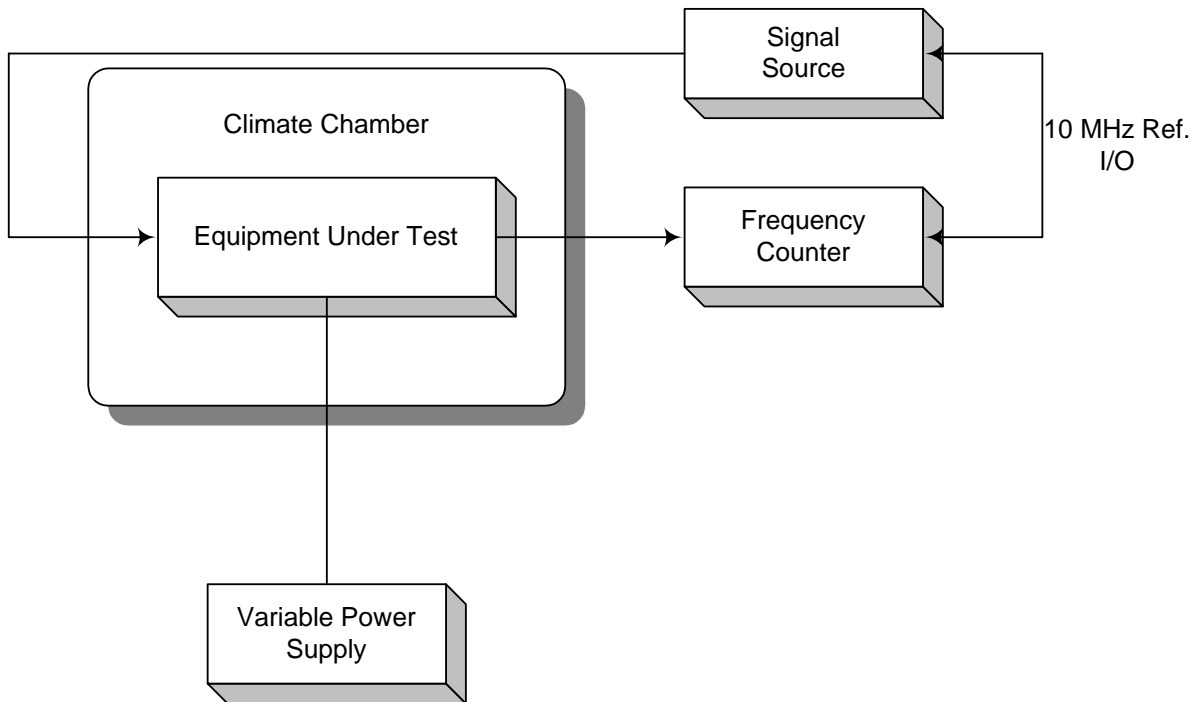 Signal
Source
Climate Chamber
10 MHz Ref.
I/O
Equipment Under Test
Frequency
Counter
Variable Power
Supply